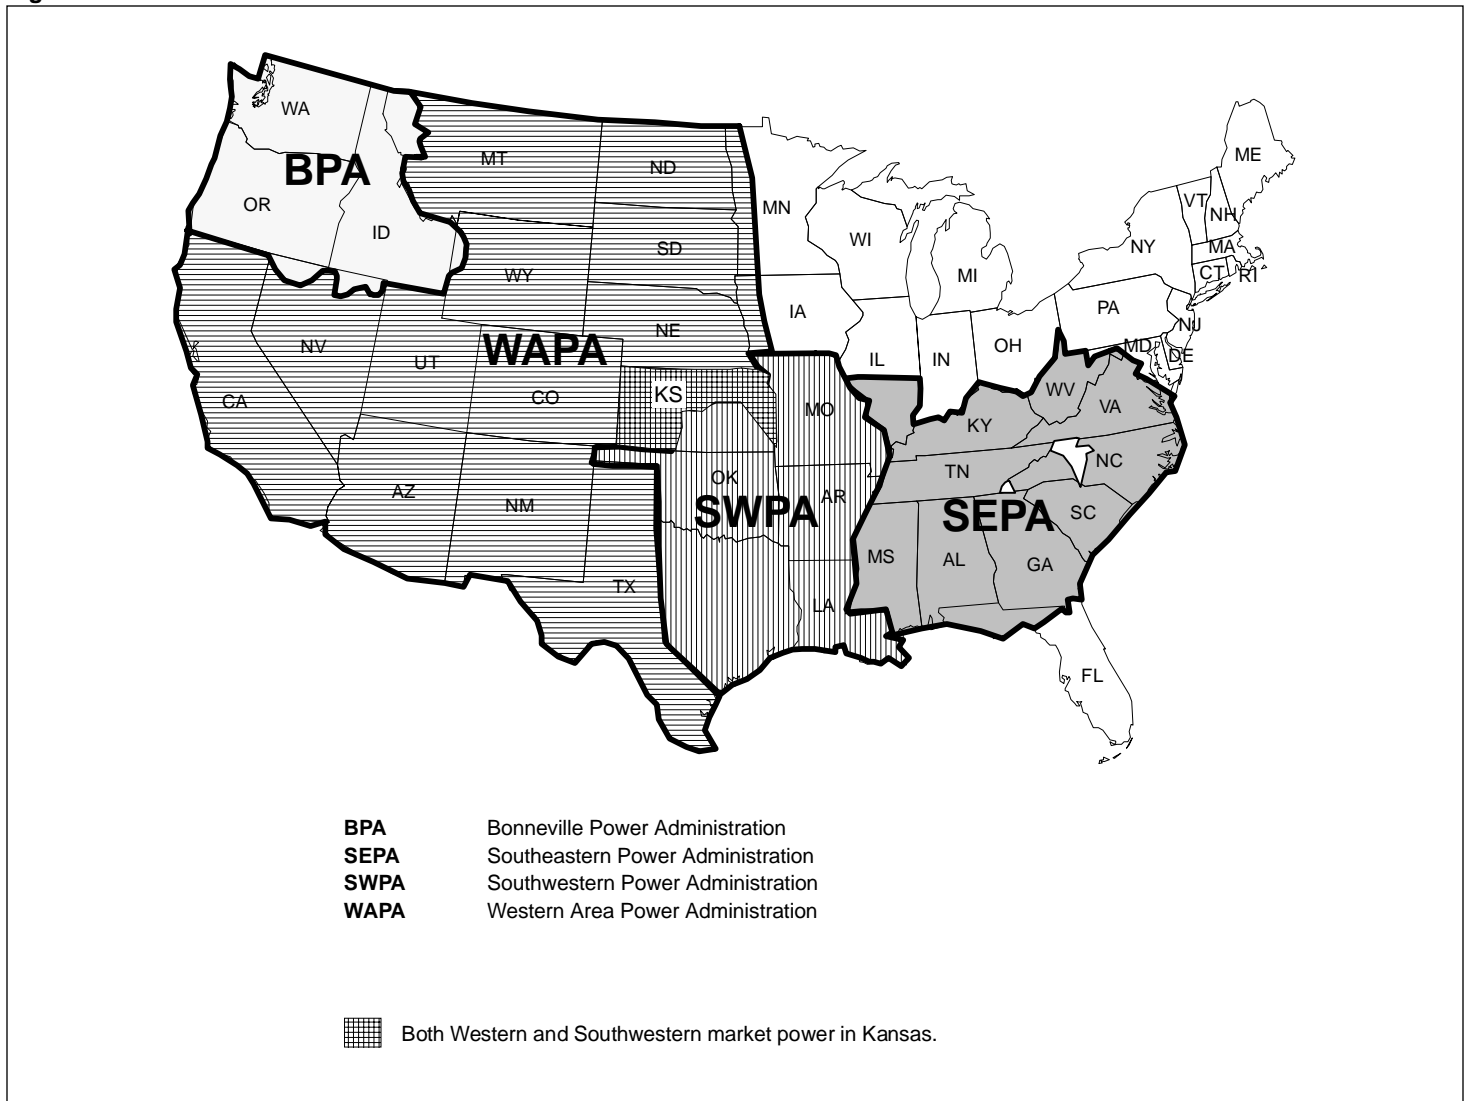 WA
BPA
OR
ID
MT
ND
MN
SD
WY
WI
MI
ME
VT
NH
NY
MA
CT
RI
IA
NE
WAPA
NV
UT
CO
CA
KS
PA
NJ
MD
DE
OH
IN
IL
WV
VA
KY
MO
TN
NC
AZ
NM
OK
AR
SWPA
SEPA
SC
TX
LA
MS
AL
GA
FL
BPA Bonneville Power Administration
SEPA Southeastern Power Administration
SWPA Southwestern Power Administration
WAPA Western Area Power Administration
Both Western and Southwestern market power in Kansas.